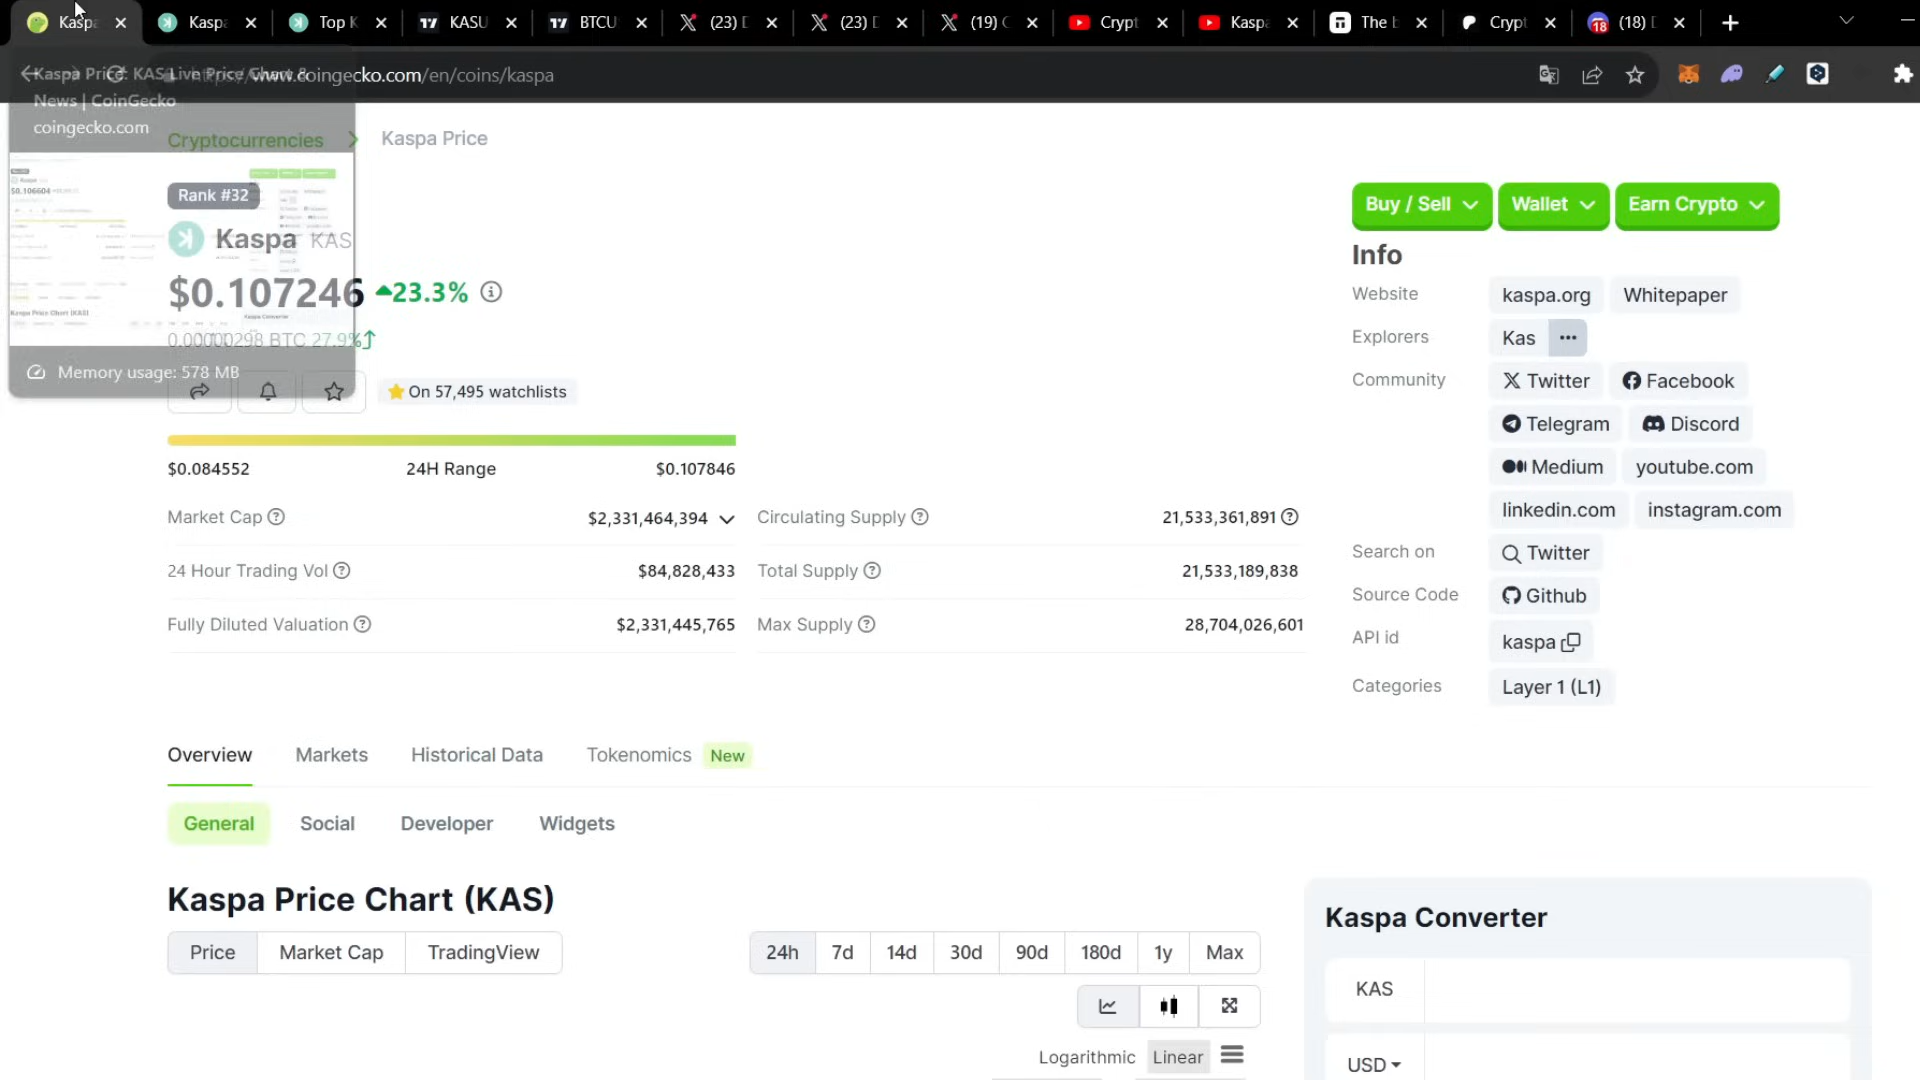 Kasp
Kaspa
Top K
KASU
BTCU
(23) D
(23) D
(19) C
Crypt
Kaspa
The b
Crypt
18
(18) D
https://www.coingecko.com/en/coins/kaspa
Kaspa Price: KAS Live Price Chart &
News | CoinGecko
coingecko.com
Memory usage: 578 MB
Cryptocurrencies
Kaspa Price
Rank #32
Kaspa KAS
$0.107246 23.3%
0.00000298 BTC 27.9%
On 57,495 watchlists
$0.084552 24H Range $0.107846
Market Cap $2,331,464,394
24 Hour Trading Vol $84,828,433
Fully Diluted Valuation $2,331,445,765
Circulating Supply 21,533,361,891
Total Supply 21,533,189,838
Max Supply 28,704,026,601
Buy / Sell Wallet Earn Crypto
Info
Website kaspa.org Whitepaper
Explorers Kas
Community Twitter Facebook
Telegram Discord
Medium youtube.com
linkedin.com instagram.com
Search on Twitter
Source Code Github
API id kaspa
Categories Layer 1 (L1)
Overview Markets Historical Data Tokenomics New
General Social Developer Widgets
Kaspa Price Chart (KAS)
Price Market Cap TradingView
24h 7d 14d 30d 90d 180d 1y Max
Logarithmic Linear
Kaspa Converter
KAS
USD